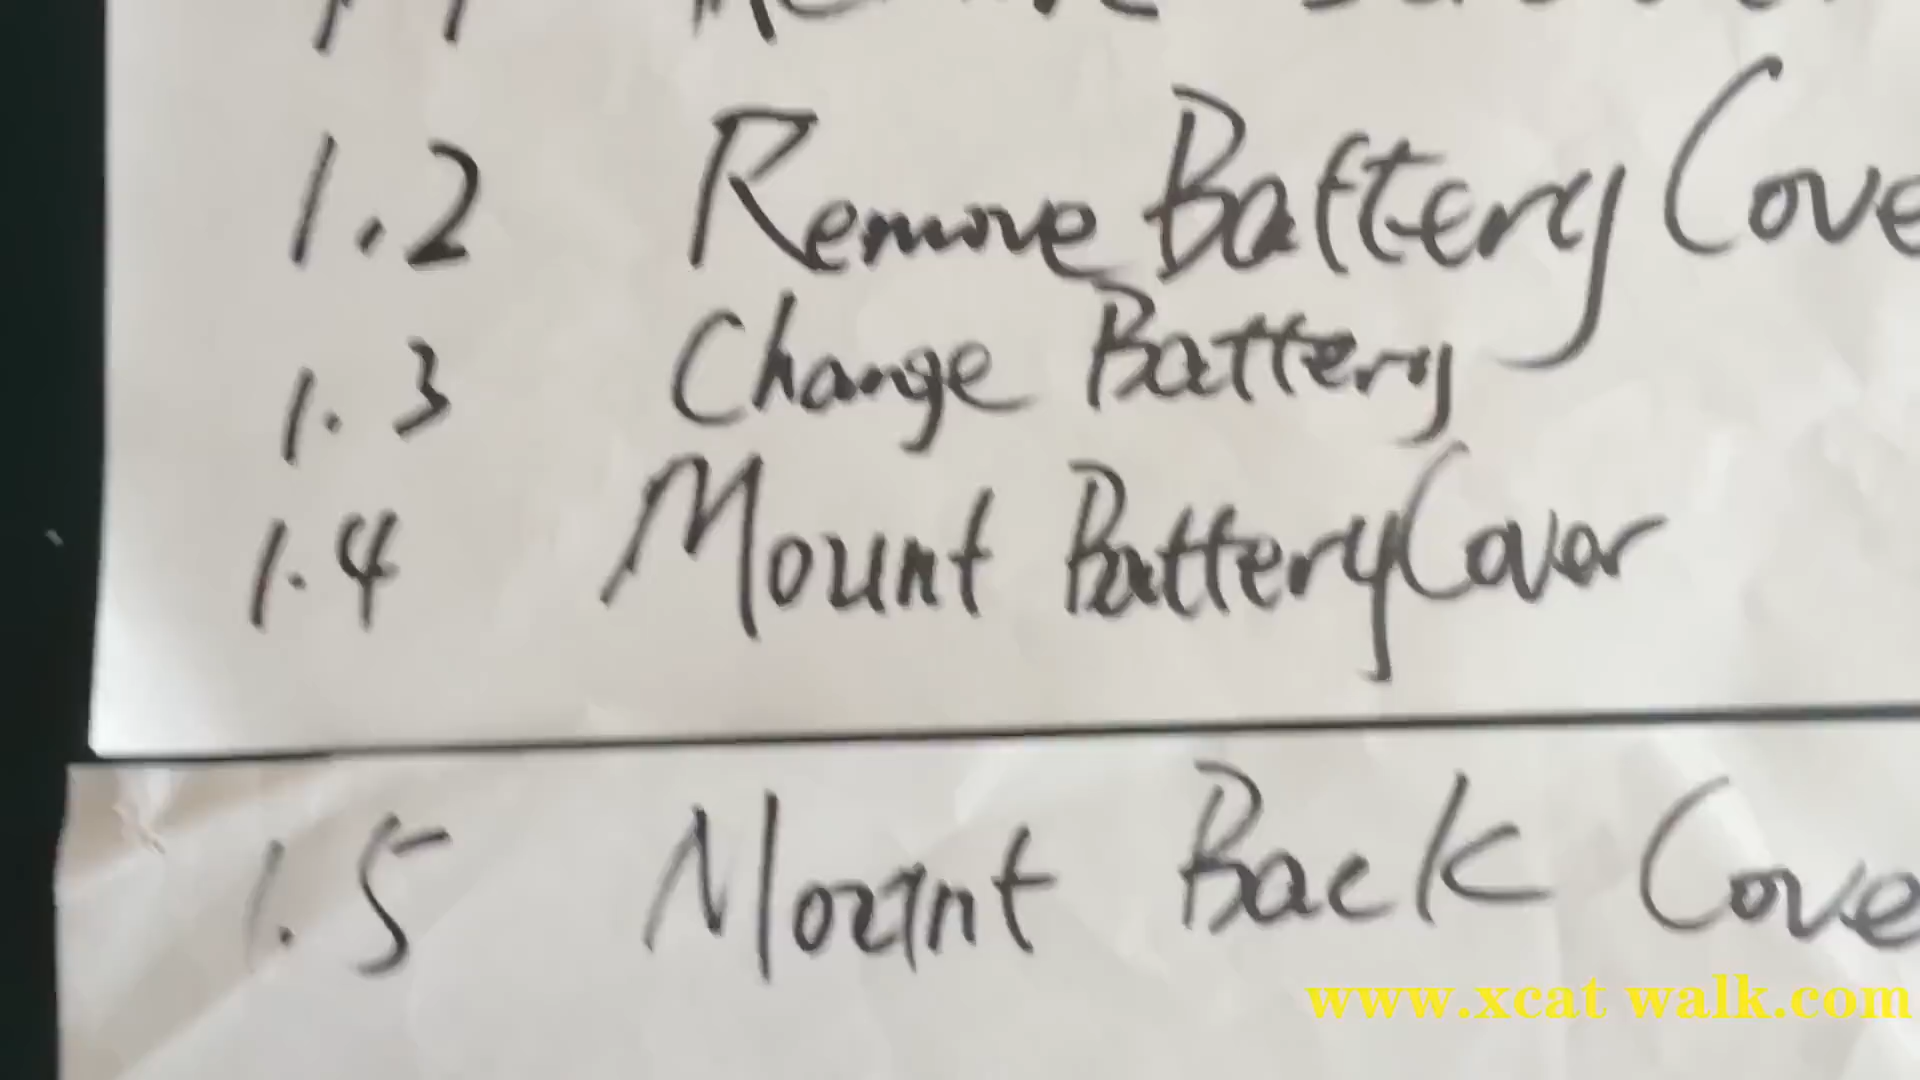 1.2 Remove Battery Cove
1.3 Change Battery
1.4 Mount Battery Cover
1.5 Mount Back Cove
www.xcat walk.com